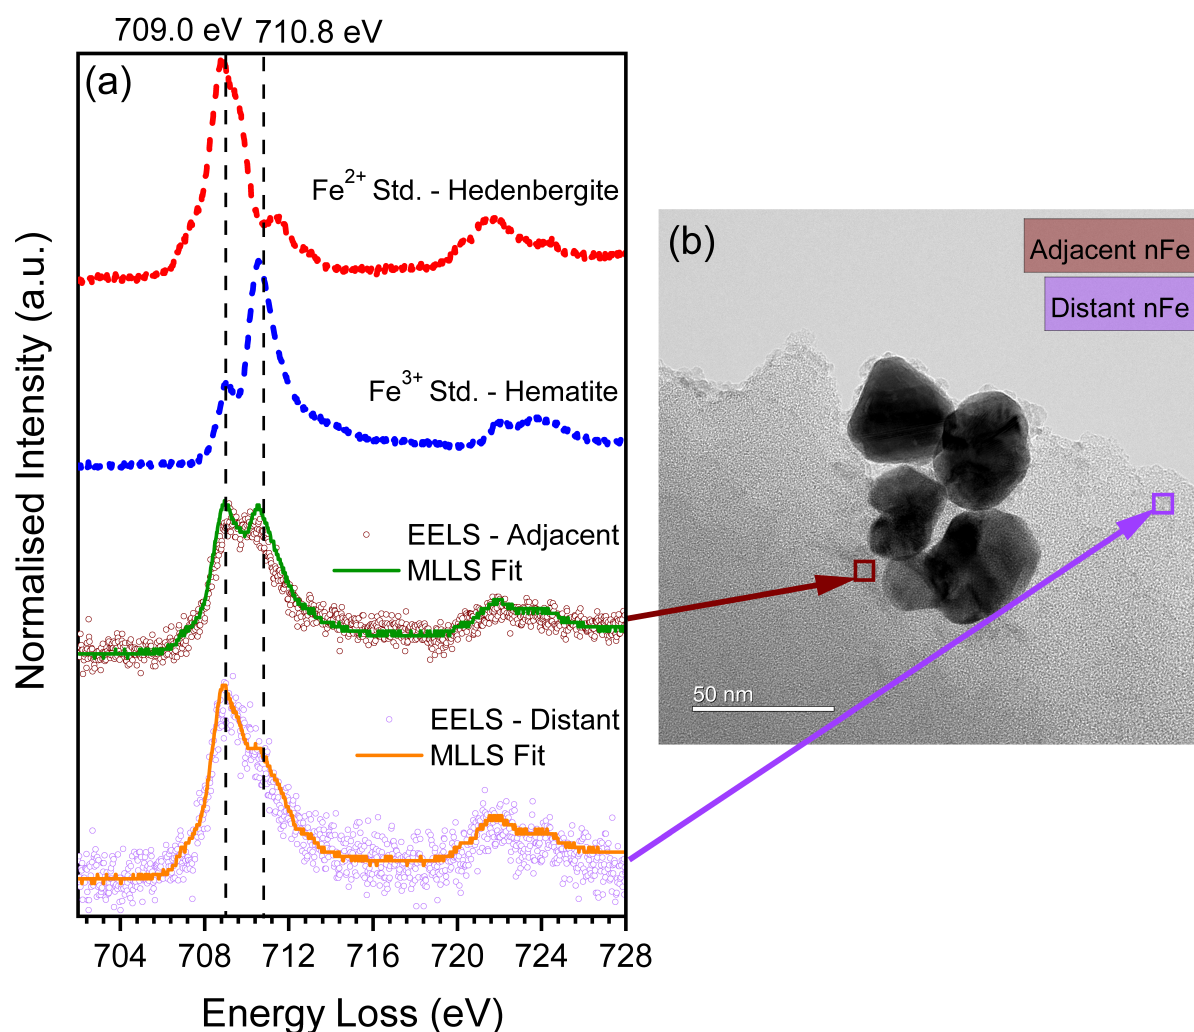 709.0 eV 710.8 eV
(a)
Fe2+ Std. - Hedenbergite
Fe3+ Std. - Hematite
EELS - Adjacent
MLLS Fit
EELS - Distant
MLLS Fit
Normalised Intensity (a.u.)
704 708 712 716 720 724 728
Energy Loss (eV)
(b)
Adjacent nFe
Distant nFe
50 nm